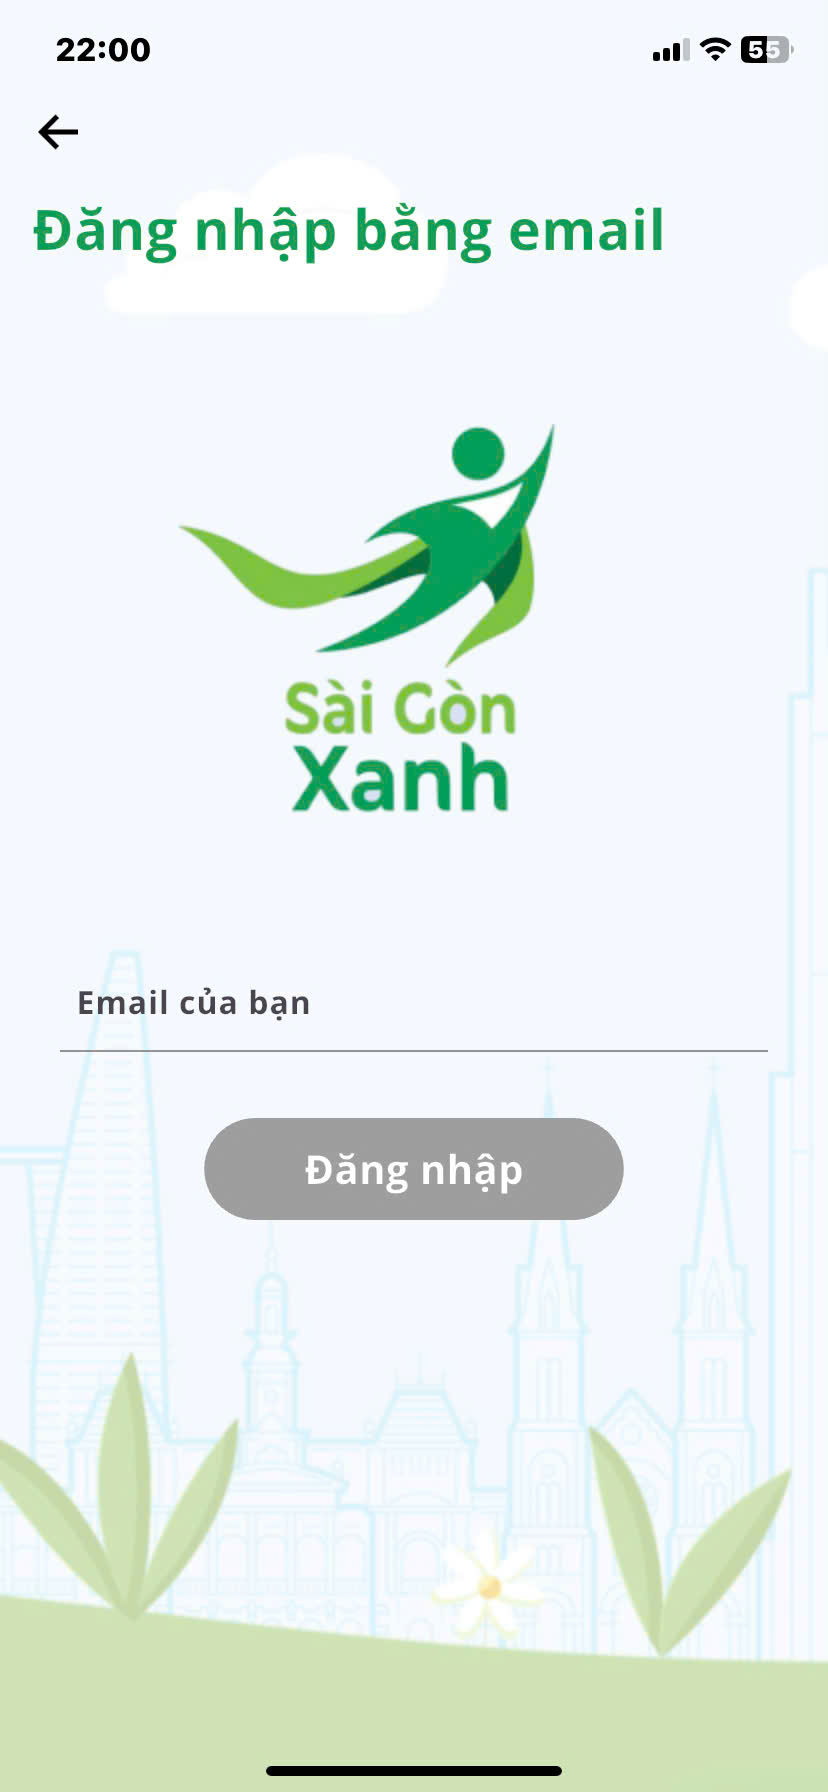 22:00
55
Đăng nhập bằng email
Sài Gòn
Xanh
Email của bạn
Đăng nhập